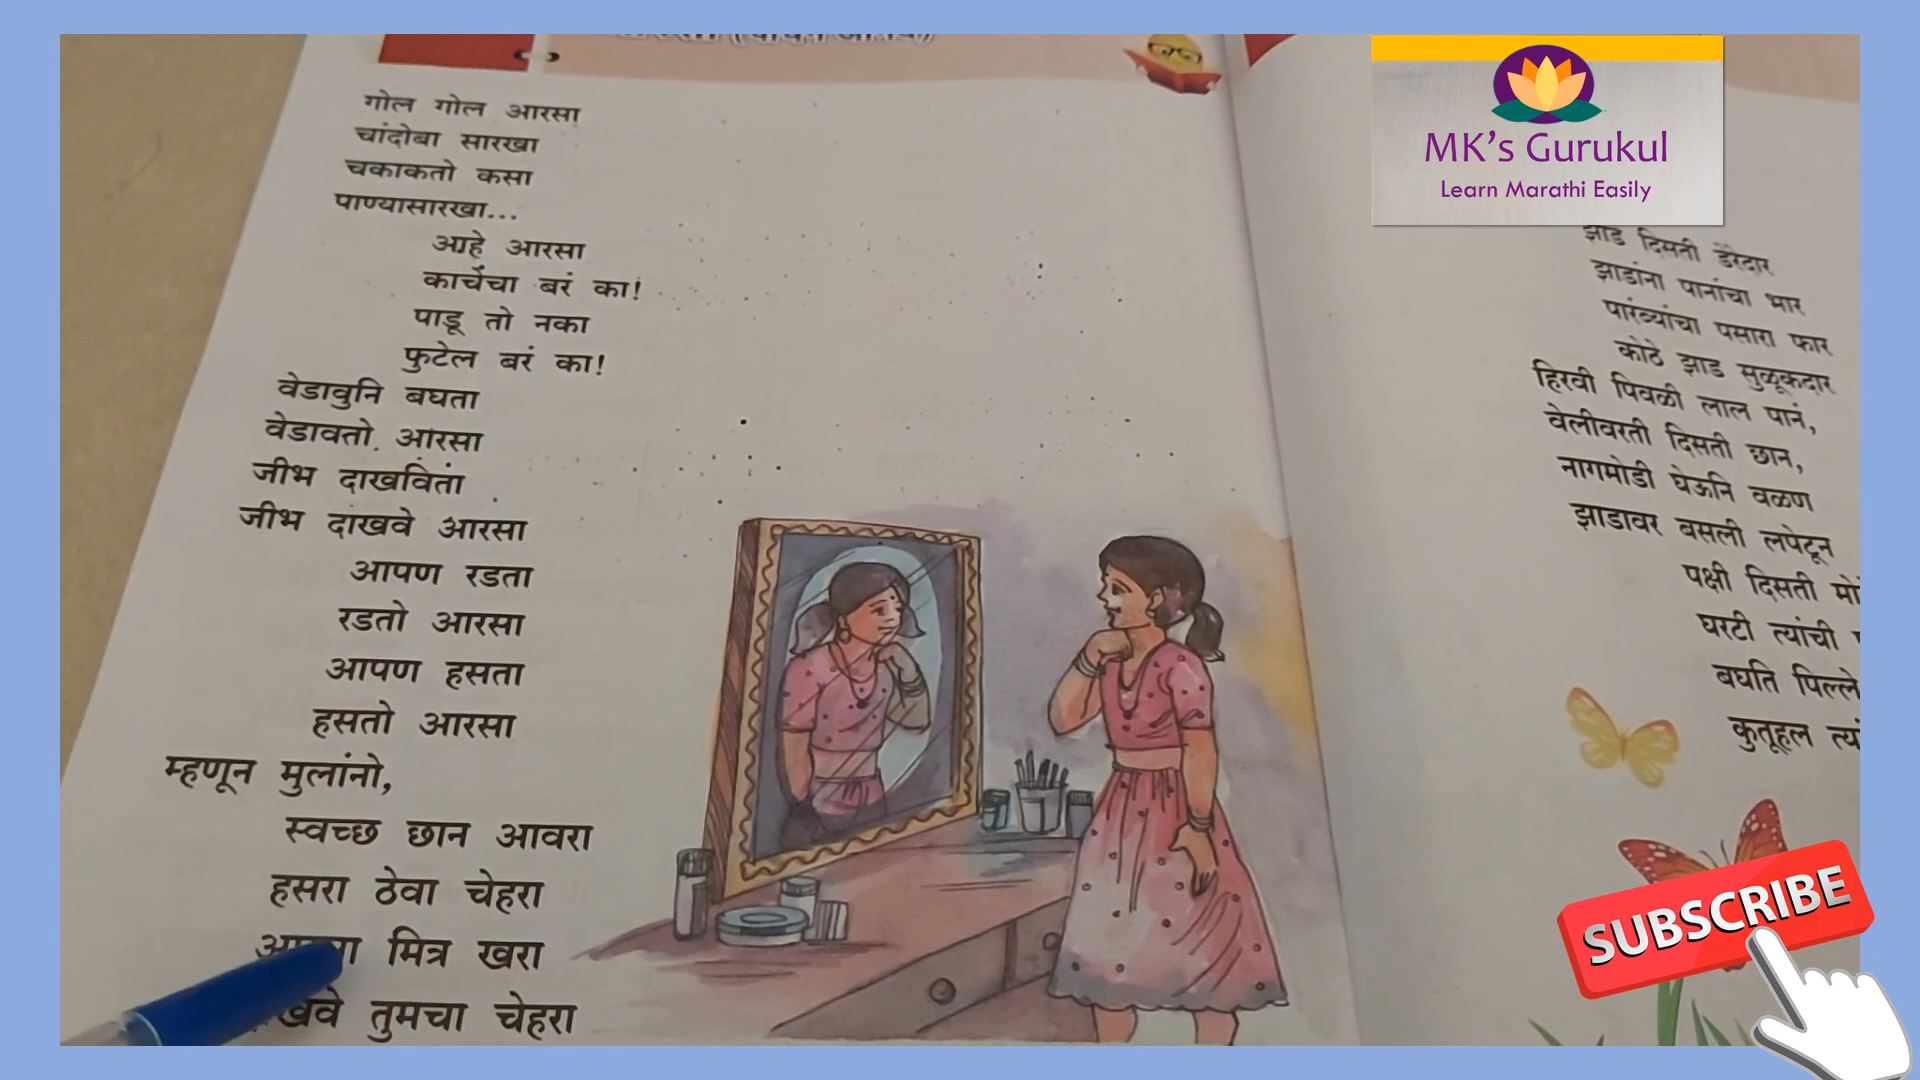 गोल गोल आरसा
चांदोबा सारखा
चकाकतो कसा
पाण्यासारखा...
आहे आरसा
काचेचा बरं का!
पाडू तो नका
फुटेल बरं का!
वेडावुनि बघता
वेडावतो आरसा
जीभ दाखविता
जीभ दाखवे आरसा
आपण रडता
रडतो आरसा
आपण हसता
हसतो आरसा
म्हणून मुलांनो,
स्वच्छ छान आवरा
हसरा ठेवा चेहरा
मित्र खरा
तुमचा चेहरा
MK's Gurukul
Learn Marathi Easily
झाड दिसती डेरेदार
झाडांना पानांचा भार
पारंब्यांचा पसारा फार
कोठे झाड सुळूकदार
हिरवी पिवळी लाल पानं,
वेलीवरती दिसती छान,
नागमोडी घेऊनि वळण
झाडावर बसली लपेटून
पक्षी दिसती
घरटी त्यांची
बघति पिल्ले
कुतूहल
SUBSCRIBE